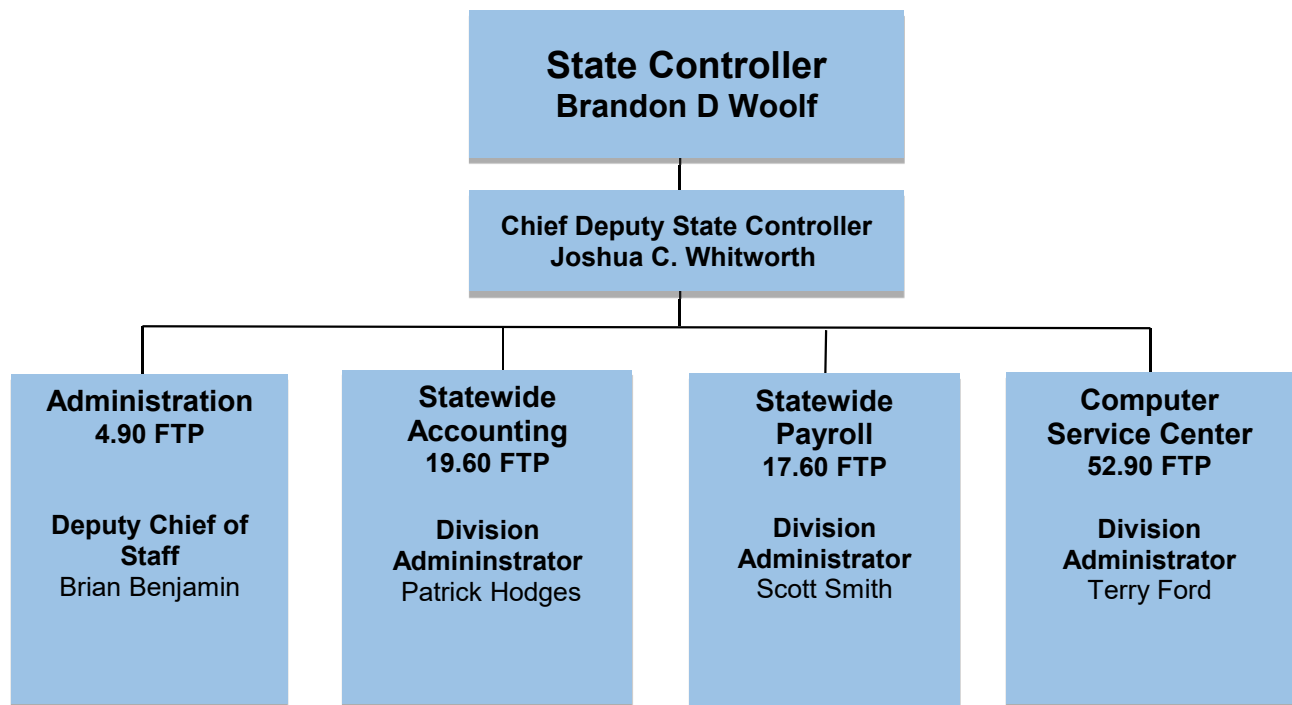 State Controller
Brandon D Woolf
Chief Deputy State Controller
Joshua C. Whitworth
Administration
4.90 FTP
Deputy Chief of
Staff
Brian Benjamin
Statewide
Accounting
19.60 FTP
Division
Admininstrator
Patrick Hodges
Statewide
Payroll
17.60 FTP
Division
Administrator
Scott Smith
Computer
Service Center
52.90 FTP
Division
Administrator
Terry Ford